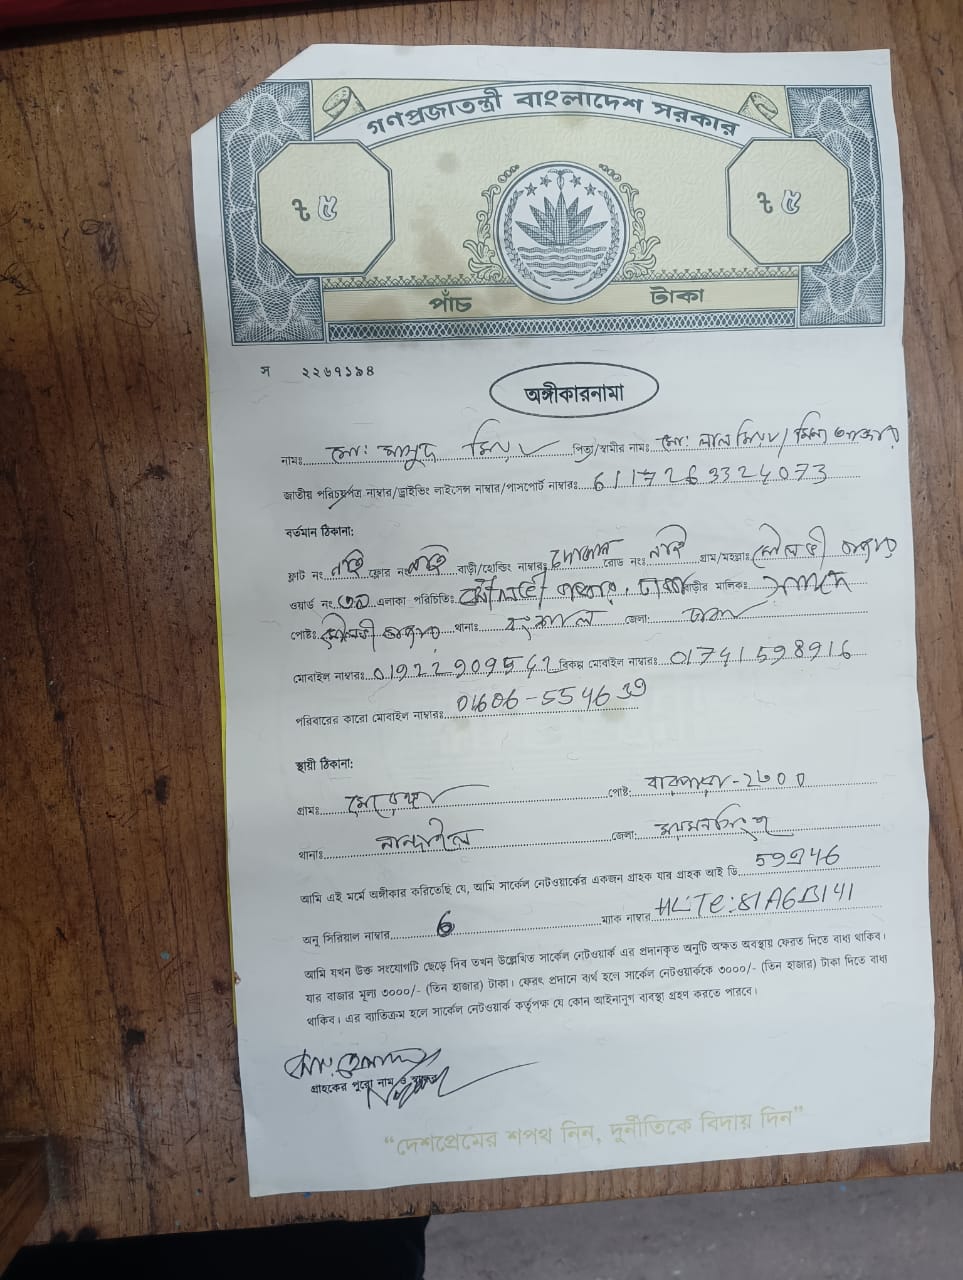 গণপ্রজাতন্ত্রী বাংলাদেশ সরকার
৳ ৫ ৳ ৫
পাঁচ টাকা
স ২২৬৭১৯৪
অঙ্গীকারনামা
নামঃ মো: মাসুদ মিয়া পিতা/স্বামীর নামঃ মো: লাল মিয়া/
জাতীয় পরিচয়পত্র নাম্বার/ড্রাইভিং লাইসেন্স নাম্বার/পাসপোর্ট নাম্বারঃ 6117263324073
বর্তমান ঠিকানা:
ফ্লাট নং নাই ফ্লোর নং নাই বাড়ী/হোল্ডিং নাম্বারঃ রোড নংঃ নাই গ্রাম/মহল্লাঃ
ওয়ার্ড নং এলাকা পরিচিতিঃ বাড়ীর মালিকঃ
পোষ্টঃ থানাঃ বংশাল জেলা: ঢাকা
মোবাইল নাম্বারঃ 01922909542 বিকল্প মোবাইল নাম্বারঃ 01741598916
পরিবারের কারো মোবাইল নাম্বারঃ 01606-554639
স্থায়ী ঠিকানা:
গ্রামঃ পোষ্ট:
থানাঃ নান্দাইল জেলা: ময়মনসিংহ
আমি এই মর্মে অঙ্গীকার করিতেছি যে, আমি সার্কেল নেটওয়ার্কের একজন গ্রাহক যার গ্রাহক আই ডি
অনু সিরিয়াল নাম্বার 6 ম্যাক নাম্বার
আমি যখন উক্ত সংযোগটি ছেড়ে দিব তখন উল্লেখিত সার্কেল নেটওয়ার্ক এর প্রদানকৃত অনুটি অক্ষত অবস্থায় ফেরত দিতে বাধ্য থাকিব।
যার বাজার মূল্য ৩০০০/- (তিন হাজার) টাকা। ফেরৎ প্রদানে ব্যর্থ হলে সার্কেল নেটওয়ার্ককে ৩০০০/- (তিন হাজার) টাকা দিতে বাধ্য
থাকিব। এর ব্যতিক্রম হলে সার্কেল নেটওয়ার্ক কর্তৃপক্ষ যে কোন আইনানুগ ব্যবস্থা গ্রহণ করতে পারবে।
গ্রাহকের পুরো নাম ও
“দেশপ্রেমের শপথ নিন, দুর্নীতিকে বিদায় দিন”